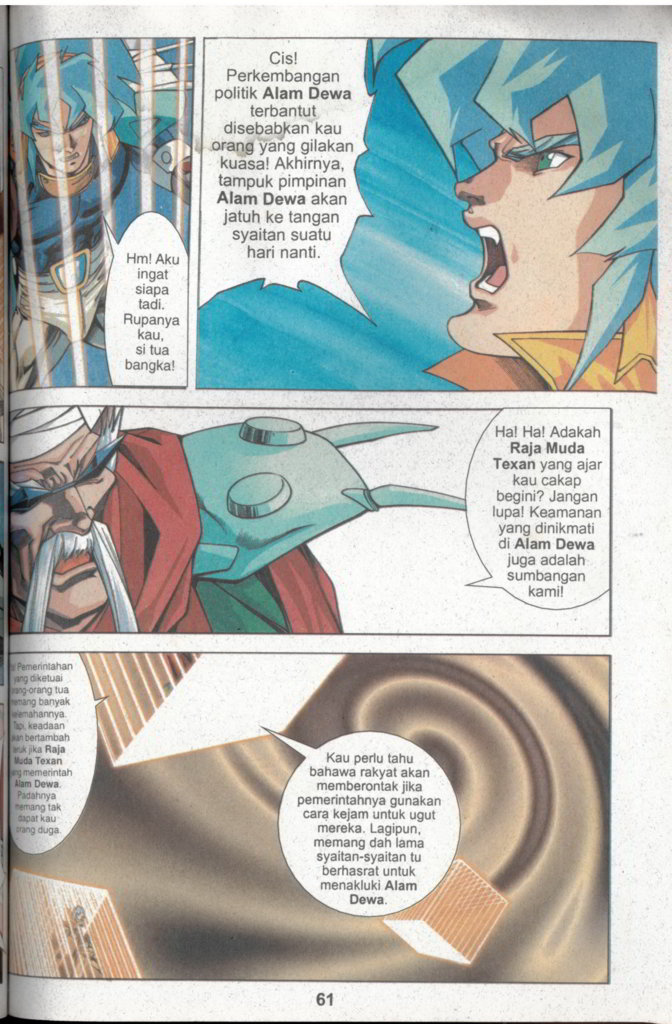 Hm! Aku
ingat
siapa
tadi.
Rupanya
kau,
si tua
bangka!
Cis!
Perkembangan
politik Alam Dewa
terbantut
disebabkan kau
orang yang gilakan
kuasa! Akhirnya,
tampuk pimpinan
Alam Dewa akan
jatuh ke tangan
syaitan suatu
hari nanti.
Ha! Ha! Adakah
Raja Muda
Texan yang ajar
kau cakap
begini? Jangan
lupa! Keamanan
yang dinikmati
di Alam Dewa
juga adalah
sumbangan
kami!
Pemerintahan
yang diketuai
orang-orang tua
memang banyak
kelemahannya.
Tapi, keadaan
akan bertambah
teruk jika Raja
Muda Texan
yang memerintah
Alam Dewa.
Padahnya
memang tak
dapat kau
orang duga.
Kau perlu tahu
bahawa rakyat akan
memberontak jika
pemerintahnya gunakan
cara kejam untuk ugut
mereka. Lagipun,
memang dah lama
syaitan-syaitan tu
berhasrat untuk
menakluki Alam
Dewa.
61